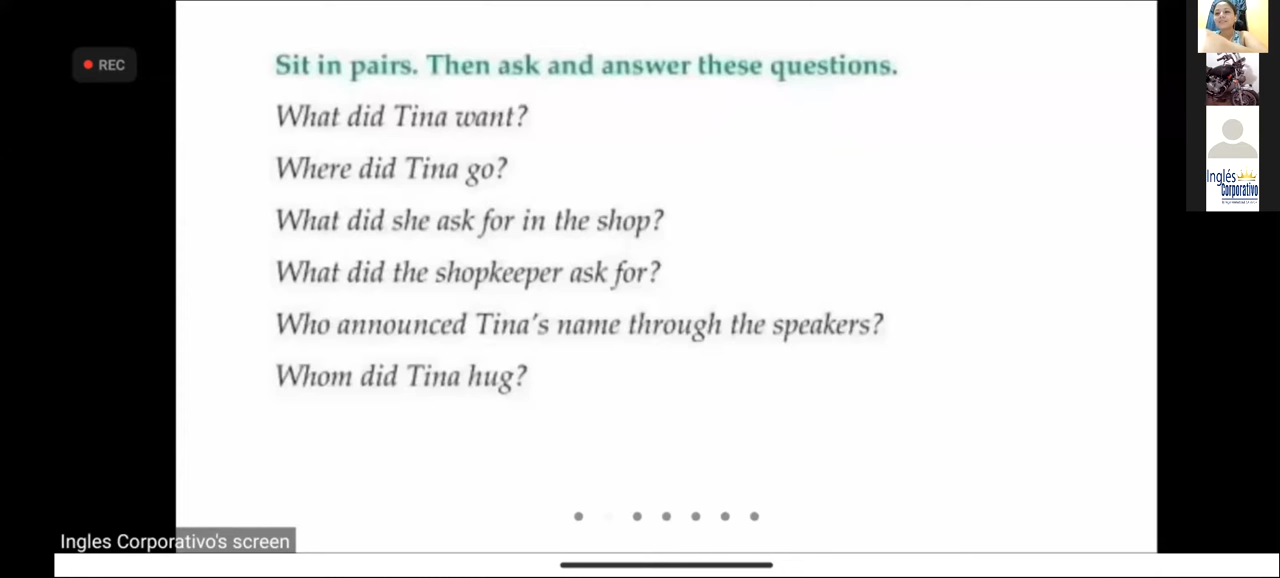 REC
Sit in pairs. Then ask and answer these questions.
What did Tina want?
Where did Tina go?
What did she ask for in the shop?
What did the shopkeeper ask for?
Who announced Tina's name through the speakers?
Whom did Tina hug?
Ingles Corporativo's screen
Inglés
Corporativo